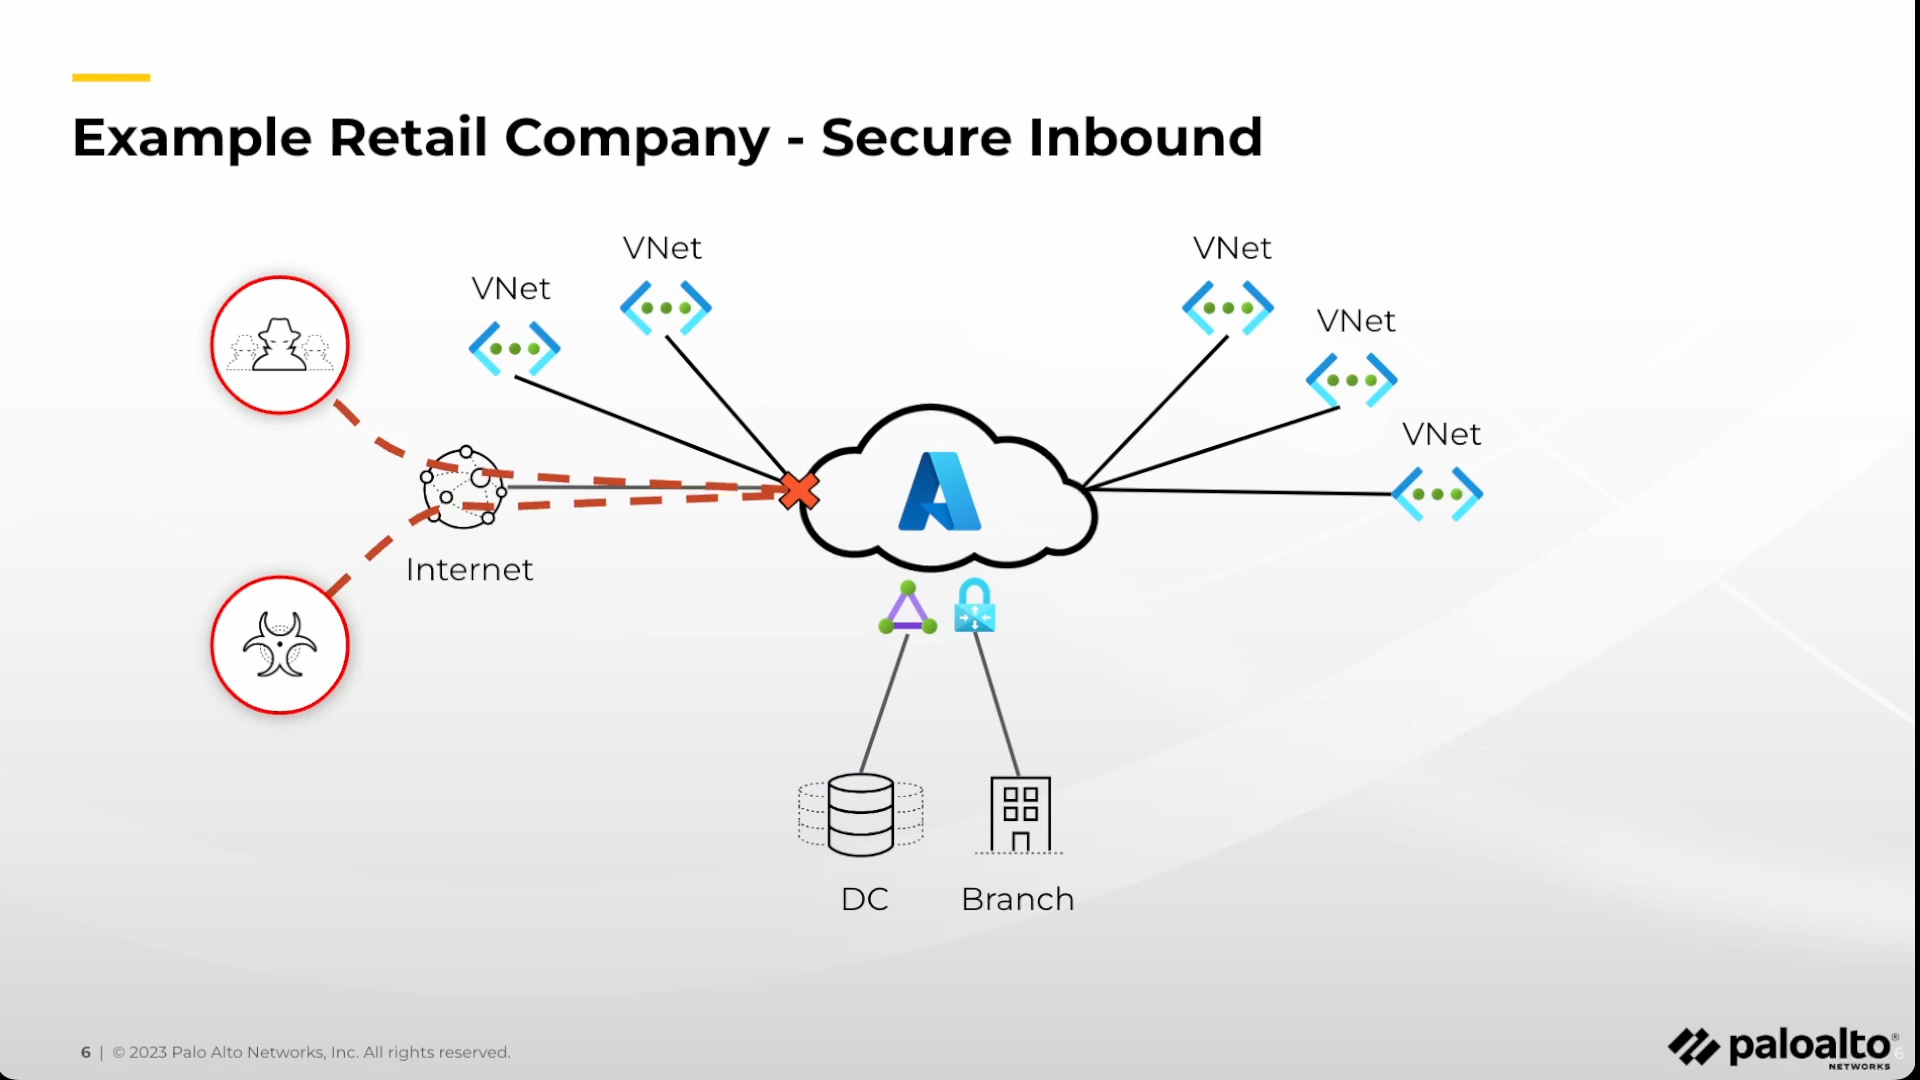 Example Retail Company - Secure Inbound
VNet
VNet
VNet
VNet
VNet
Internet
DC
Branch
6 | © 2023 Palo Alto Networks, Inc. All rights reserved.
paloalto®
NETWORKS
6